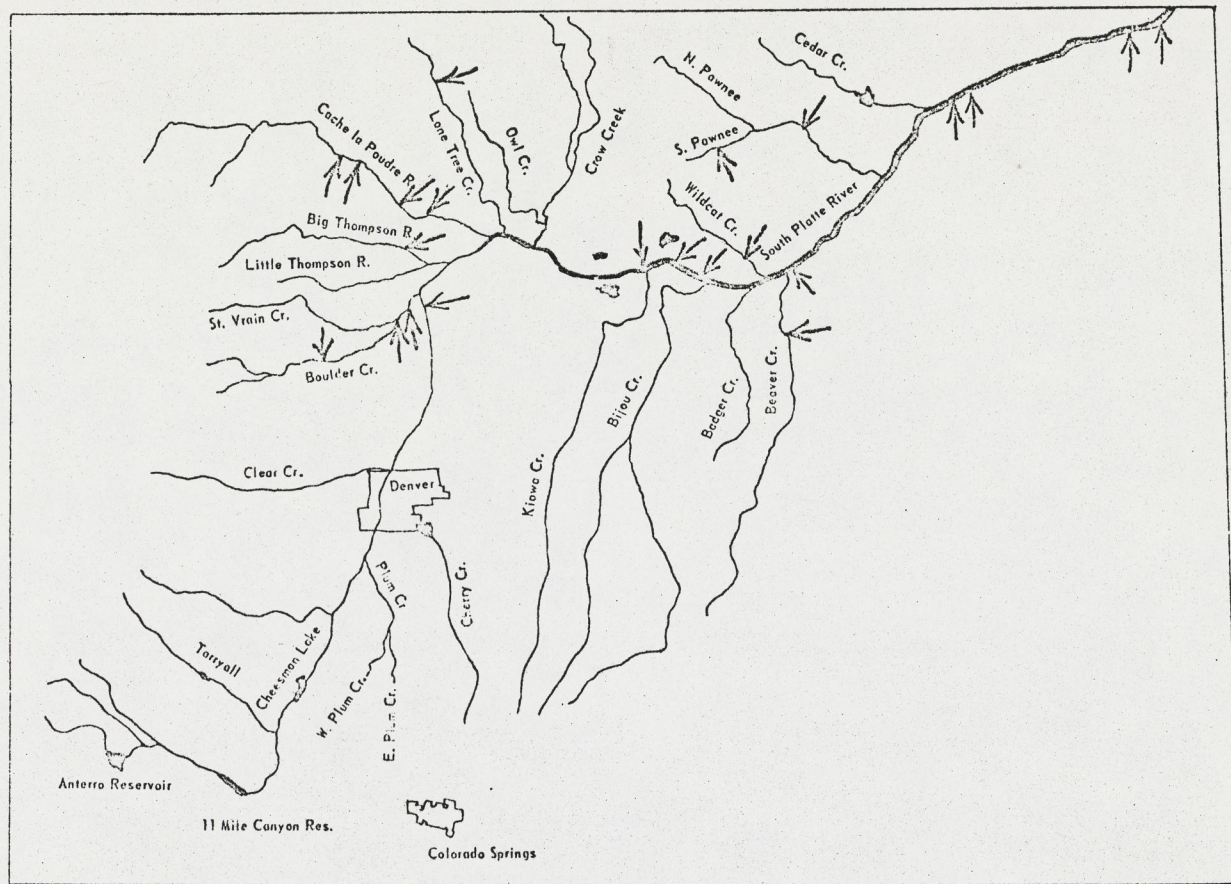 Cedar Cr.
N. Pawnee
S. Pawnee
Crow Creek
Owl Cr.
Lone Tree Cr.
Cache la Poudre R.
Big Thompson R.
Little Thompson R.
St. Vrain Cr.
Boulder Cr.
Wildcat Cr.
South Platte River
Clear Cr.
Denver
Kiowa Cr.
Bijou Cr.
Badger Cr.
Beaver Cr.
Plum Cr
Cherry Cr.
Tarryall
Cheesman Lake
W. Plum Cr.
E. Plum Cr.
Anterro Reservoir
11 Mile Canyon Res.
Colorado Springs